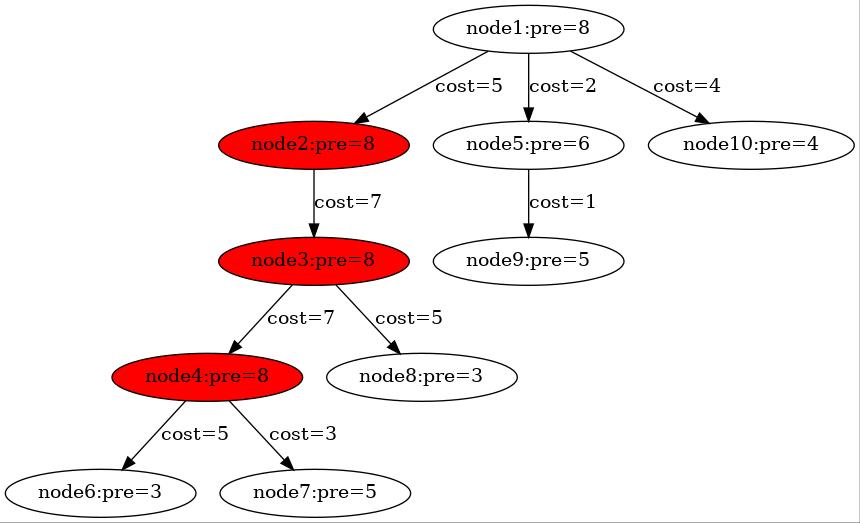 node1:pre=8
cost=5
cost=2
cost=4
node2:pre=8
node5:pre=6
node10:pre=4
cost=7
cost=1
node3:pre=8
node9:pre=5
cost=7
cost=5
node4:pre=8
node8:pre=3
cost=5
cost=3
node6:pre=3
node7:pre=5